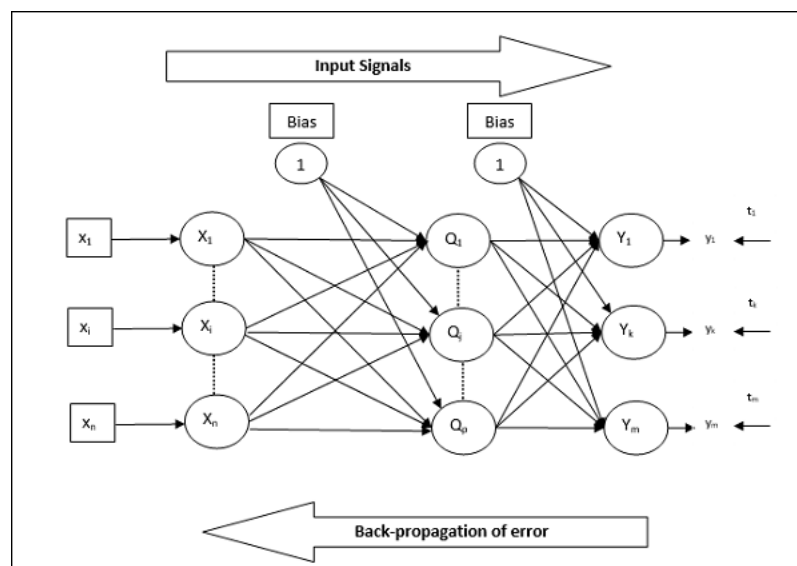 Input Signals
Bias Bias
1 1
t₁
x₁ X₁ Q₁ Y₁ y₁
tₖ
xᵢ Xᵢ Qⱼ Yₖ yₖ
tₘ
xₙ Xₙ Qₚ Yₘ yₘ
Back-propagation of error